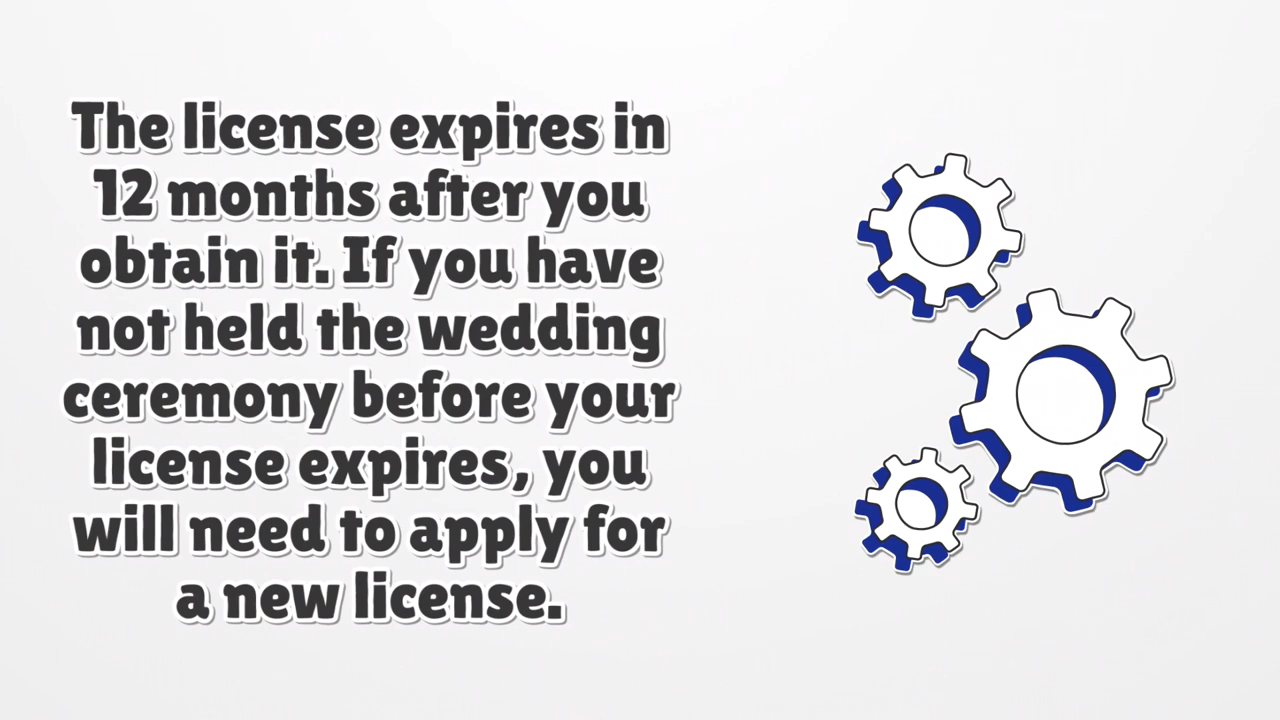 The license expires in
12 months after you
obtain it. If you have
not held the wedding
ceremony before your
license expires, you
will need to apply for
a new license.